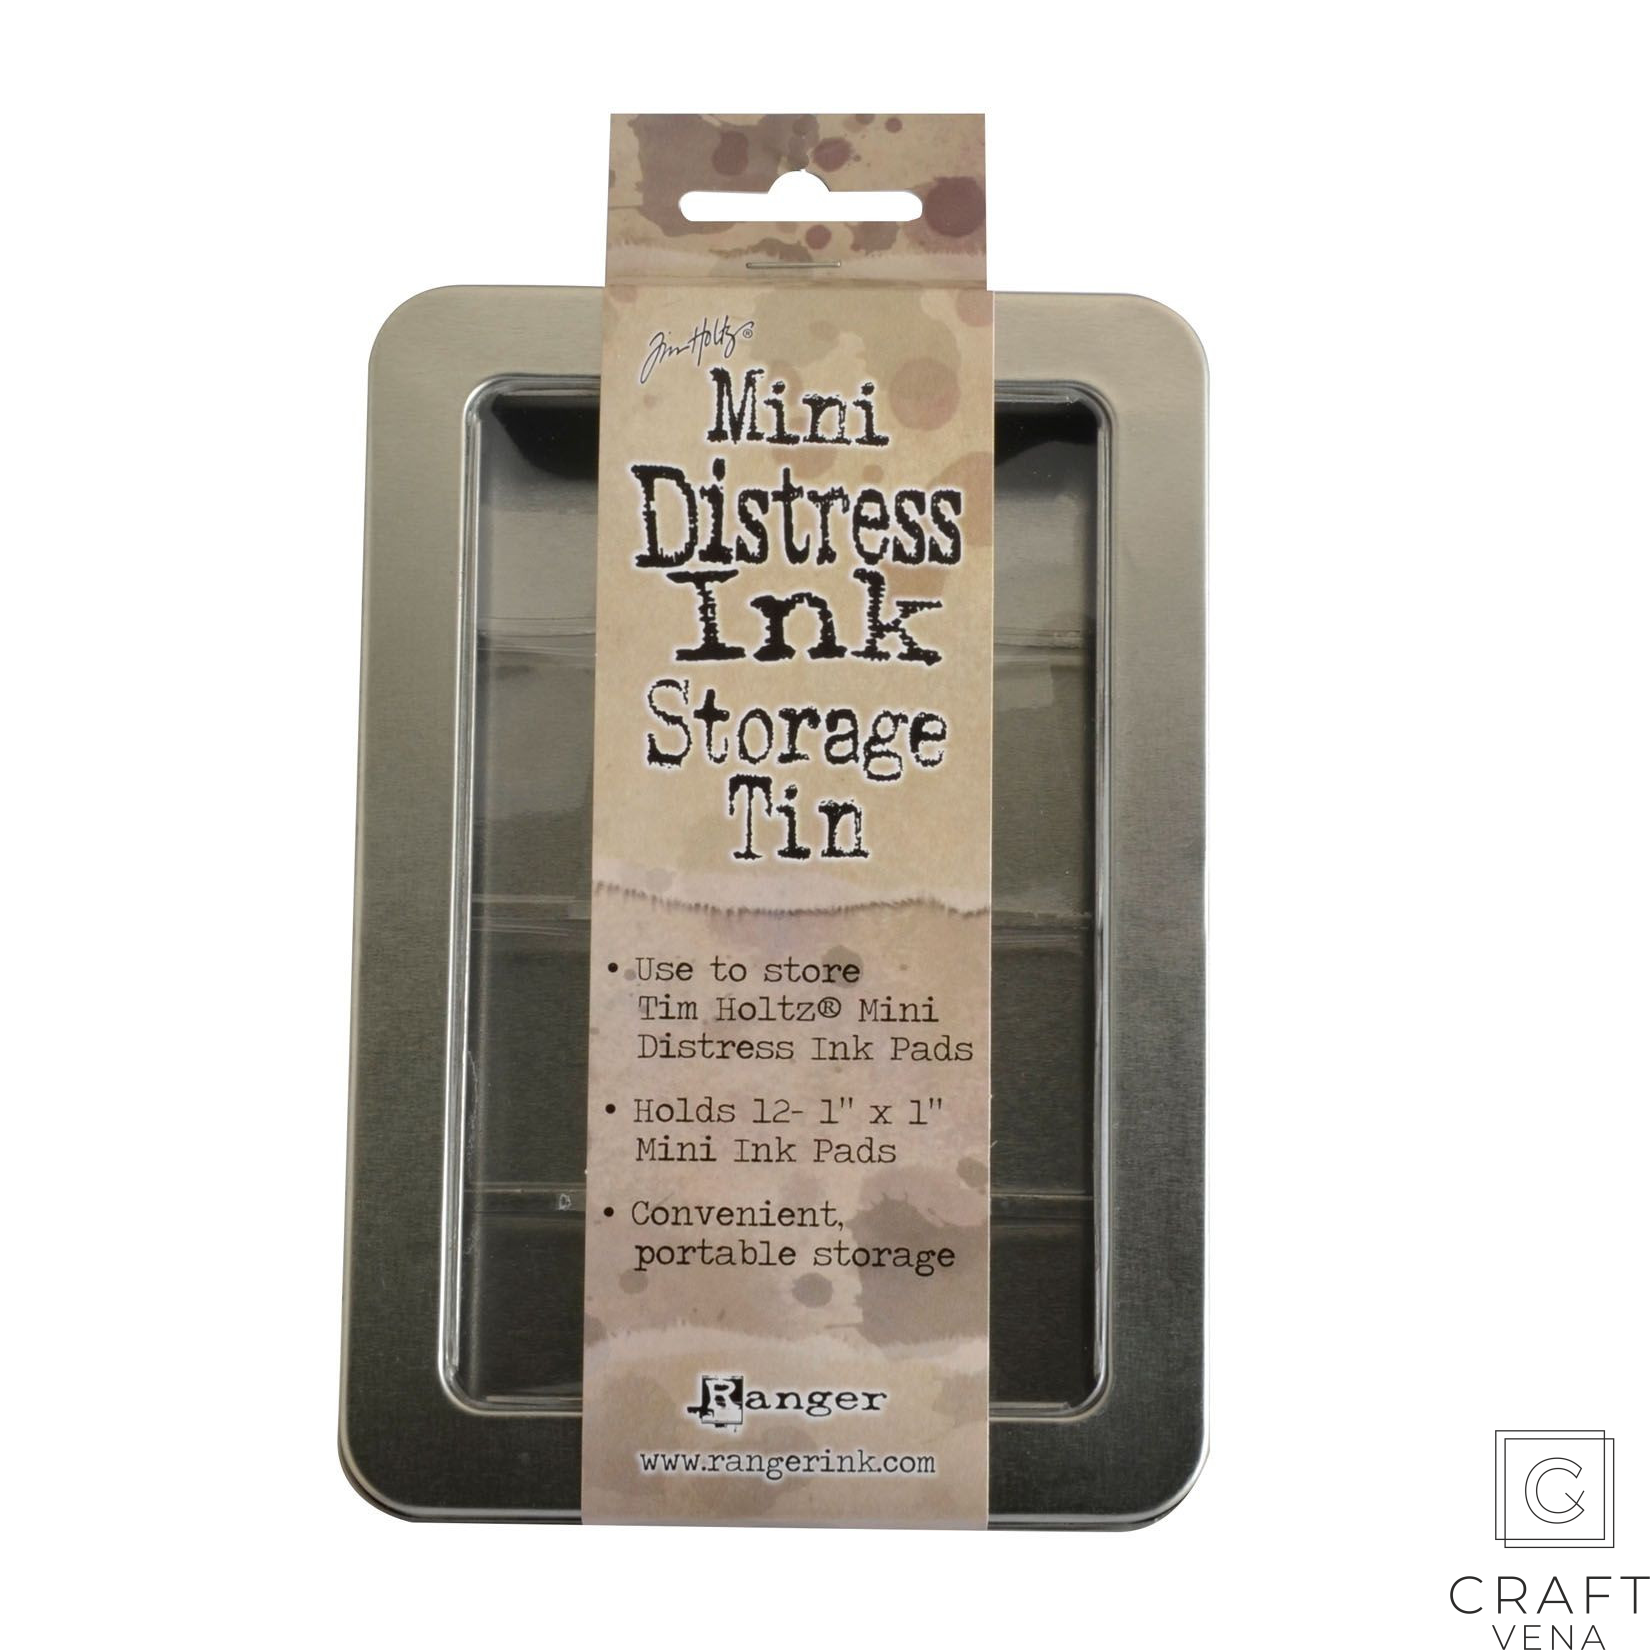 Tim Holtz®
Mini
Distress
Ink
Storage
Tin
• Use to store
Tim Holtz® Mini
Distress Ink Pads
• Holds 12- 1" x 1"
Mini Ink Pads
• Convenient,
portable storage
Ranger
www.rangerink.com
CRAFT
VENA